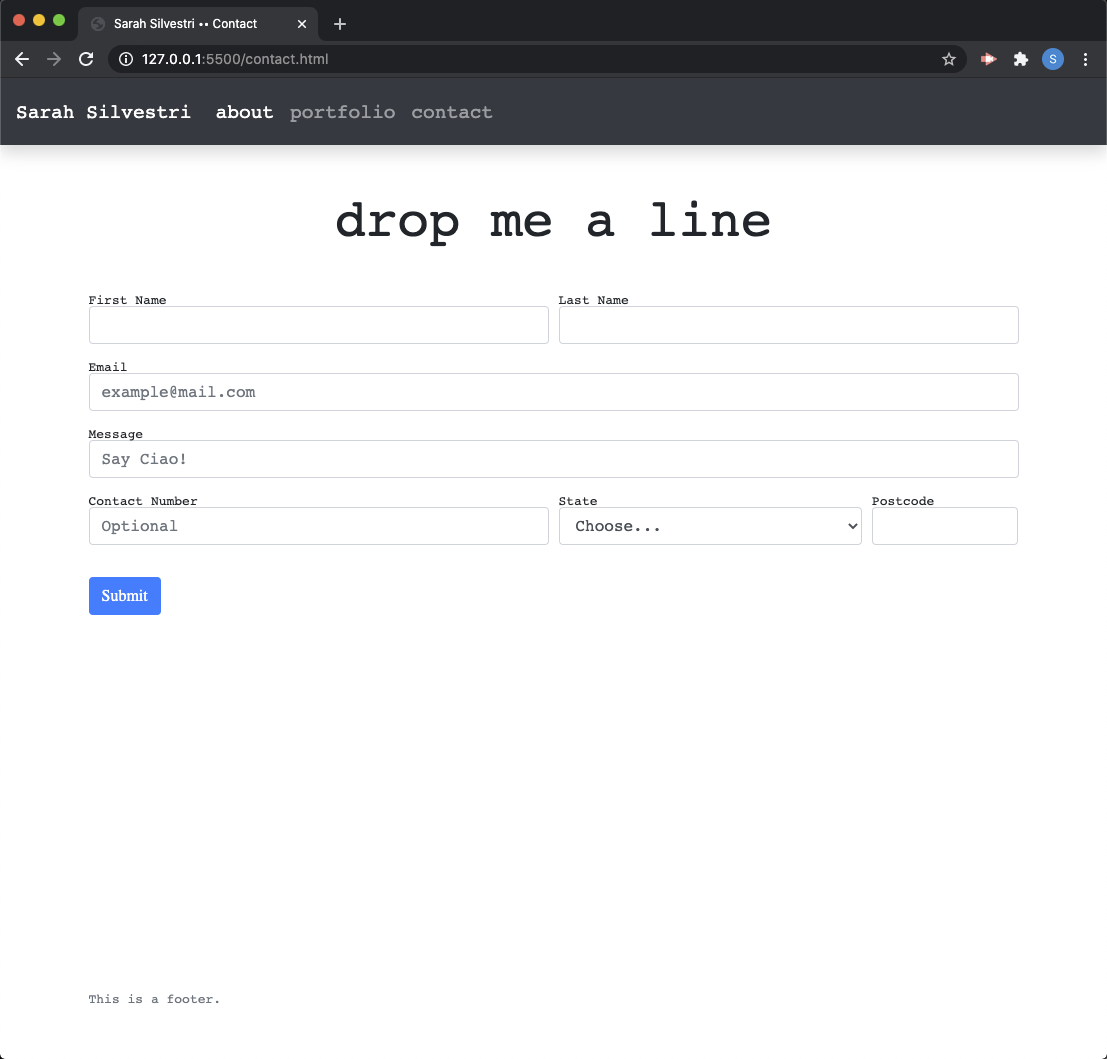 Sarah Silvestri •• Contact
127.0.0.1:5500/contact.html
S
Sarah Silvestri about portfolio contact
drop me a line
First Name Last Name
Email
example@mail.com
Message
Say Ciao!
Contact Number State Postcode
Optional Choose...
Submit
This is a footer.